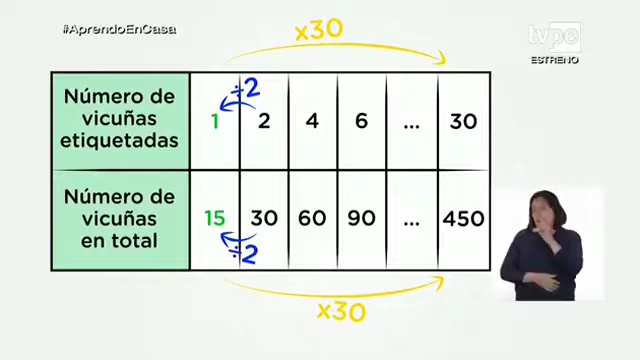 #AprendoEnCasa
x30
tvpe
ESTRENO
Número de
vicuñas
etiquetadas
÷2
1 2 4 6 ... 30
Número de
vicuñas
en total
15 30 60 90 ... 450
÷2
x30